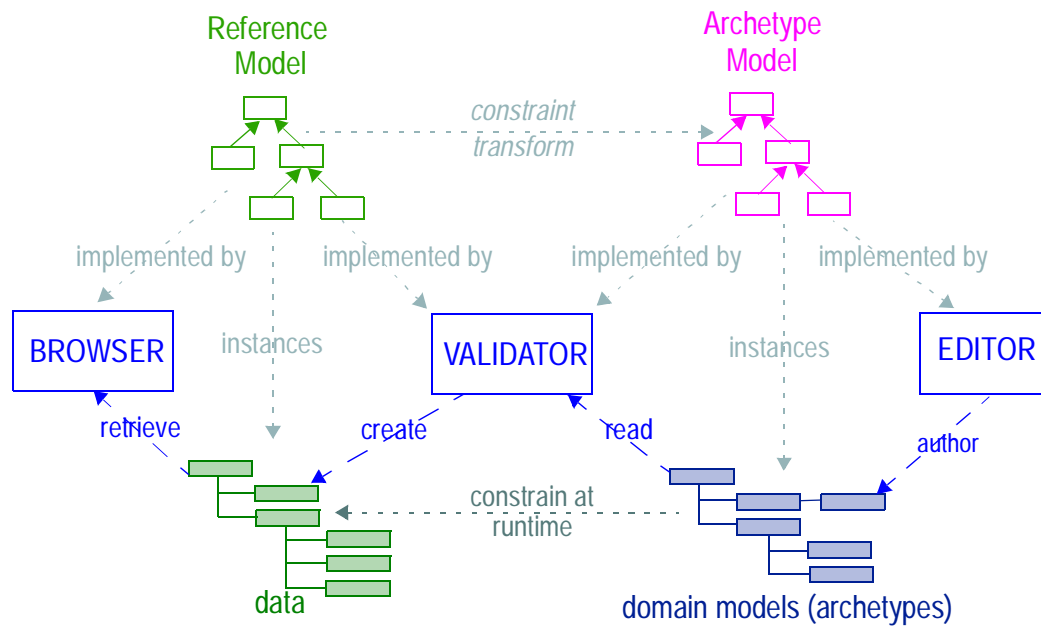 Reference
Model
Archetype
Model
constraint
transform
implemented by
implemented by
implemented by
implemented by
BROWSER
instances
VALIDATOR
instances
EDITOR
retrieve
create
read
author
constrain at
runtime
data
domain models (archetypes)